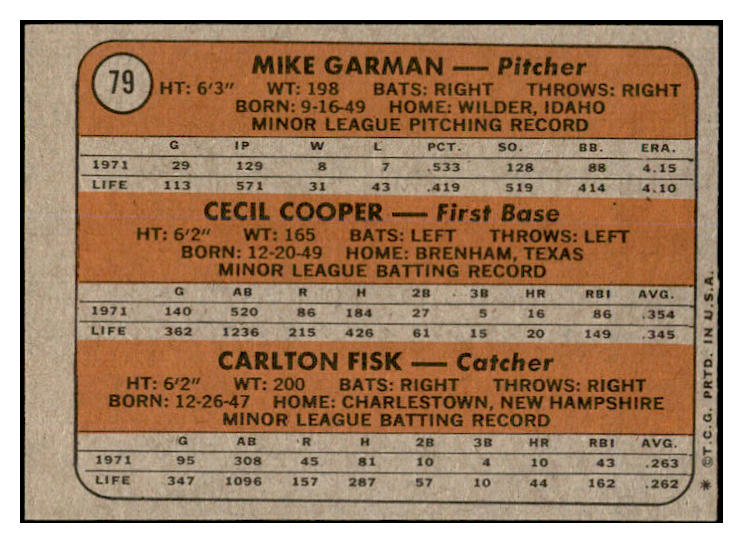 79
MIKE GARMAN — Pitcher
HT: 6'3" WT: 198 BATS: RIGHT THROWS: RIGHT
BORN: 9-16-49 HOME: WILDER, IDAHO
MINOR LEAGUE PITCHING RECORD
G IP W L PCT. SO. BB. ERA.
1971 29 129 8 7 .533 128 88 4.15
LIFE 113 571 31 43 .419 519 414 4.10
CECIL COOPER — First Base
HT: 6'2" WT: 165 BATS: LEFT THROWS: LEFT
BORN: 12-20-49 HOME: BRENHAM, TEXAS
MINOR LEAGUE BATTING RECORD
G AB R H 2B 3B HR RBI AVG.
1971 140 520 86 184 27 5 16 86 .354
LIFE 362 1236 215 426 61 15 20 149 .345
CARLTON FISK — Catcher
HT: 6'2" WT: 200 BATS: RIGHT THROWS: RIGHT
BORN: 12-26-47 HOME: CHARLESTOWN, NEW HAMPSHIRE
MINOR LEAGUE BATTING RECORD
G AB R H 2B 3B HR RBI AVG.
1971 95 308 45 81 10 4 10 43 .263
LIFE 347 1096 157 287 57 10 44 162 .262
* ©T.C.G. PRTD. IN U.S.A.